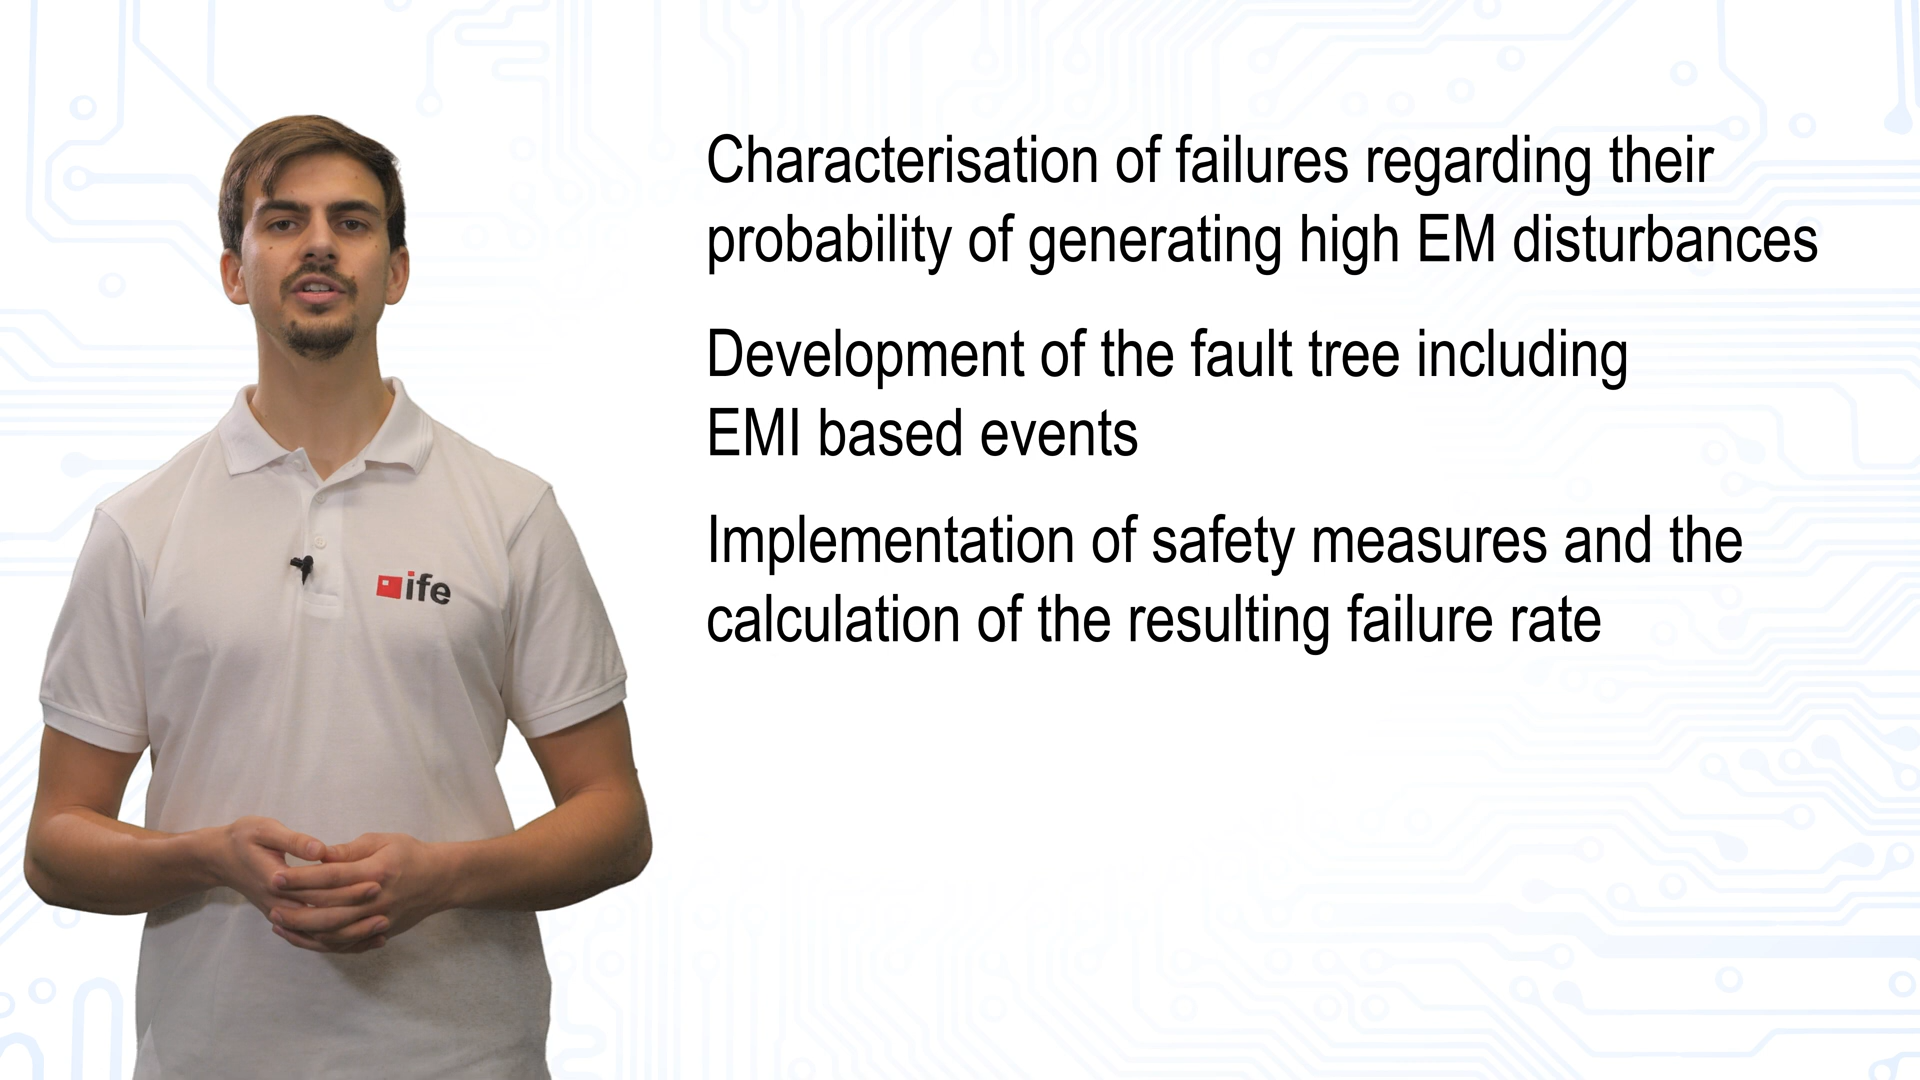 Characterisation of failures regarding their
probability of generating high EM disturbances
Development of the fault tree including
EMI based events
Implementation of safety measures and the
calculation of the resulting failure rate
ife